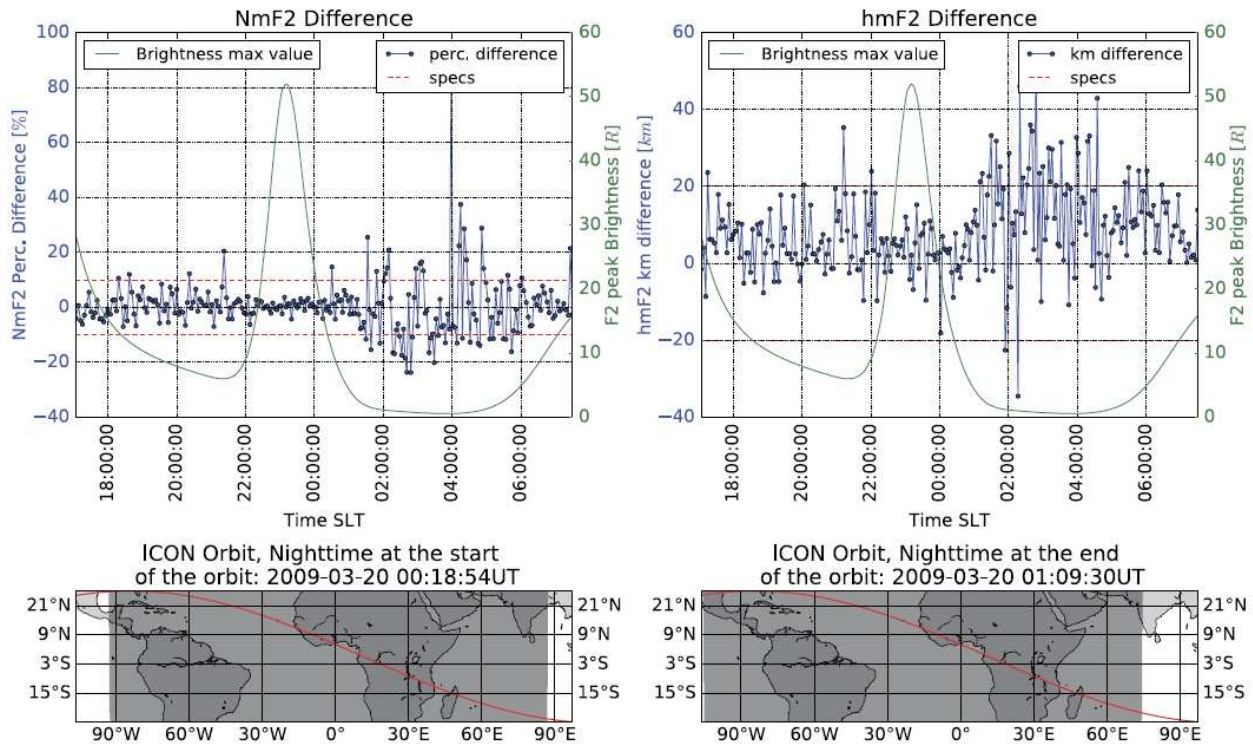 NmF2 Difference
Brightness max value
perc. difference
specs
100
80
60
40
20
0
−20
−40
NmF2 Perc. Difference [%]
60
50
40
30
20
10
0
F2 peak Brightness [R]
18:00:00
20:00:00
22:00:00
00:00:00
02:00:00
04:00:00
06:00:00
Time SLT
hmF2 Difference
Brightness max value
km difference
specs
60
40
20
0
−20
−40
hmF2 km difference [km]
60
50
40
30
20
10
0
F2 peak Brightness [R]
18:00:00
20:00:00
22:00:00
00:00:00
02:00:00
04:00:00
06:00:00
Time SLT
ICON Orbit, Nighttime at the start
of the orbit: 2009-03-20 00:18:54UT
21°N
9°N
3°S
15°S
21°N
9°N
3°S
15°S
90°W 60°W 30°W 0° 30°E 60°E 90°E
ICON Orbit, Nighttime at the end
of the orbit: 2009-03-20 01:09:30UT
21°N
9°N
3°S
15°S
21°N
9°N
3°S
15°S
90°W 60°W 30°W 0° 30°E 60°E 90°E